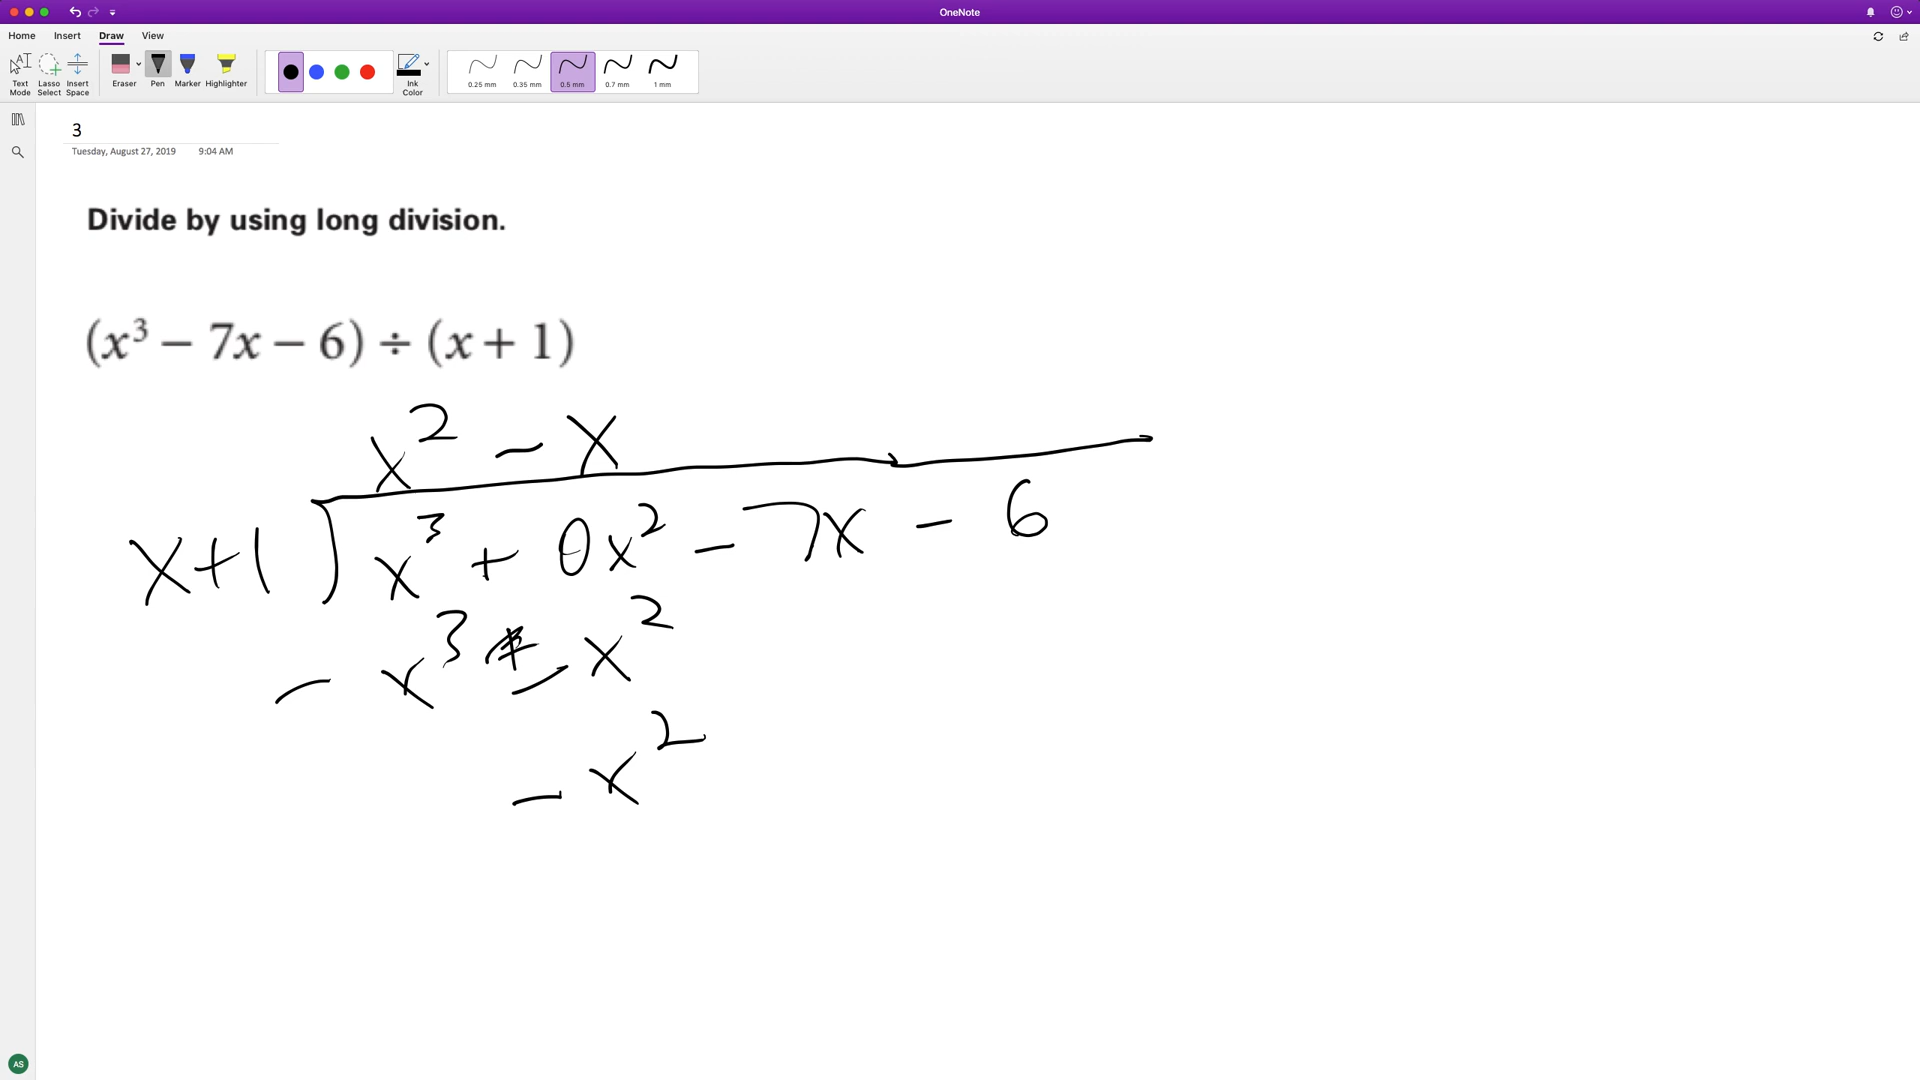 OneNote
Home Insert Draw View
Text Mode Lasso Select Insert Space Eraser Pen Marker Highlighter Ink Color 0.25 mm 0.35 mm 0.5 mm 0.7 mm 1 mm
3
Tuesday, August 27, 2019 9:04 AM
Divide by using long division.
(x³ − 7x − 6) ÷ (x + 1)
x² − x
x+1 x³ + 0x² − 7x − 6
− x³ − x²
− x²
AS